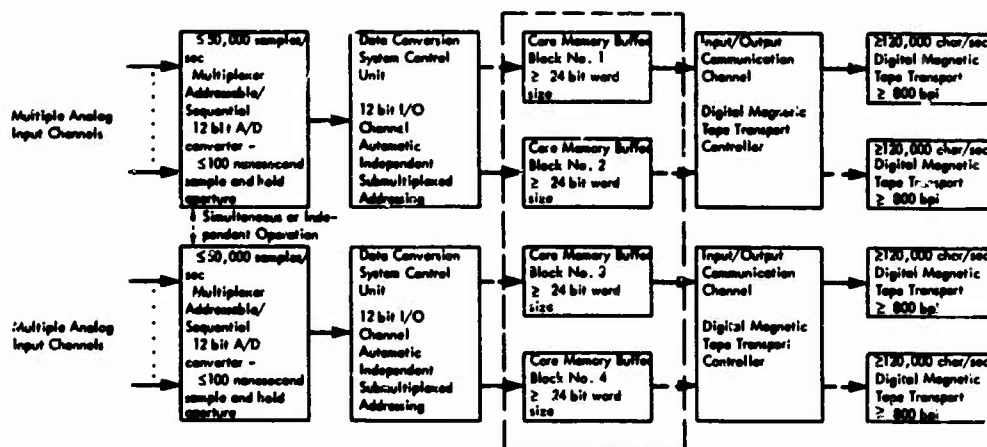 ≤50,000 samples/
sec
Multiplexer
Addressable/
Sequential
12 bit A/D
converter -
≤100 nanosecond
sample and hold
aperture
Data Conversion
System Control
Unit
12 bit I/O
Channel
Automatic
Independent
Submultiplexed
Addressing
Core Memory Buffer
Block No. 1
≥ 24 bit word
size
Core Memory Buffer
Block No. 2
≥ 24 bit word
size
Input/Output
Communication
Channel
Digital Magnetic
Tape Transport
Controller
≥120,000 char/sec
Digital Magnetic
Tape Transport
≥ 800 bpi
≥120,000 char/sec
Digital Magnetic
Tape Transport
≥ 800 bpi
Multiple Analog
Input Channels
Simultaneous or Inde-
pendent Operation
≤50,000 samples/
sec
Multiplexer
Addressable/
Sequential
12 bit A/D
converter -
≤100 nanosecond
sample and hold
aperture
Data Conversion
System Control
Unit
12 bit I/O
Channel
Automatic
Independent
Submultiplexed
Addressing
Core Memory Buffer
Block No. 3
≥ 24 bit word
size
Core Memory Buffer
Block No. 4
≥ 24 bit word
size
Input/Output
Communication
Channel
Digital Magnetic
Tape Transport
Controller
≥120,000 char/sec
Digital Magnetic
Tape Transport
≥ 800 bpi
≥120,000 char/sec
Digital Magnetic
Tape Transport
≥ 800 bpi
Multiple Analog
Input Channels